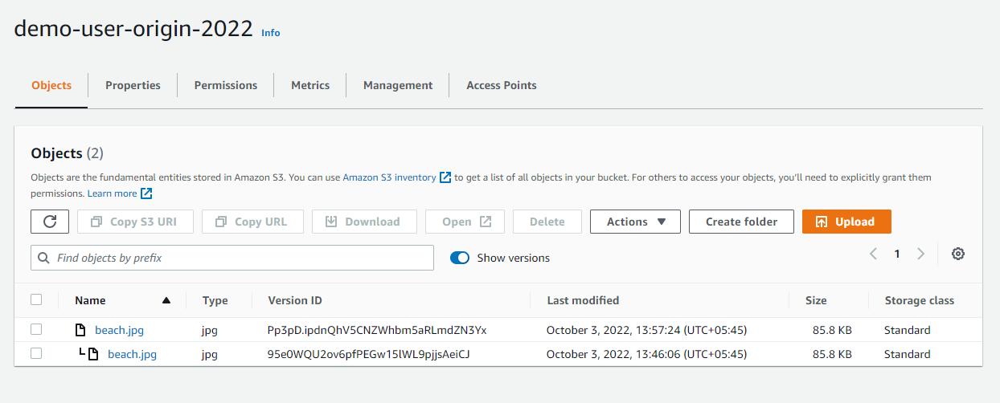 demo-user-origin-2022 Info
Objects Properties Permissions Metrics Management Access Points
Objects (2)
Objects are the fundamental entities stored in Amazon S3. You can use Amazon S3 inventory to get a list of all objects in your bucket. For others to access your objects, you'll need to explicitly grant them
permissions. Learn more
Copy S3 URI Copy URL Download Open Delete Actions Create folder Upload
Find objects by prefix Show versions 1
Name Type Version ID Last modified Size Storage class
beach.jpg jpg Pp3pD.ipdnQhV5CNZWhbm5aRLmdZN3Yx October 3, 2022, 13:57:24 (UTC+05:45) 85.8 KB Standard
beach.jpg jpg 95e0WQU2ov6pfPEGw15lWL9pjjsAeiCJ October 3, 2022, 13:46:06 (UTC+05:45) 85.8 KB Standard